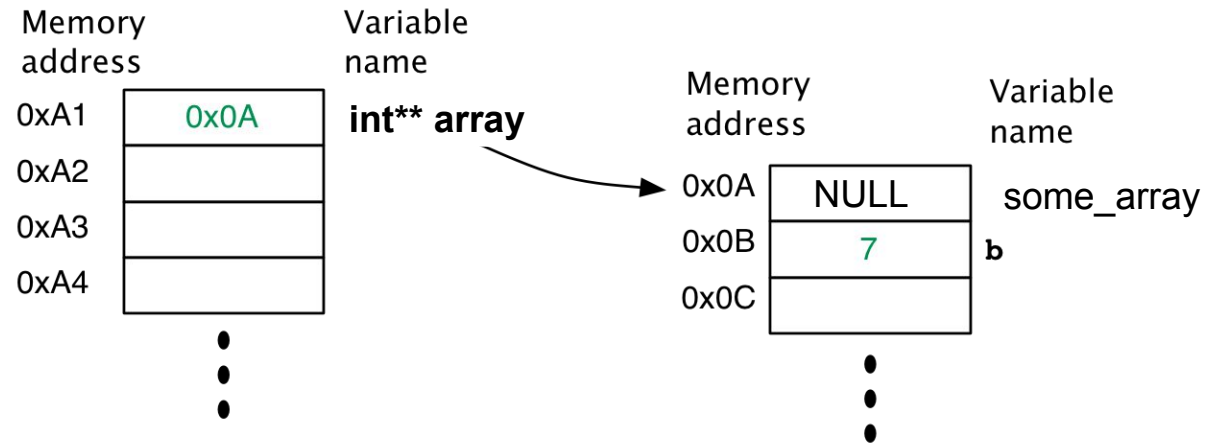 Memory
address
Variable
name
0xA1
0x0A
int** array
0xA2
0xA3
0xA4
Memory
address
Variable
name
0x0A
NULL
some_array
0x0B
7
b
0x0C